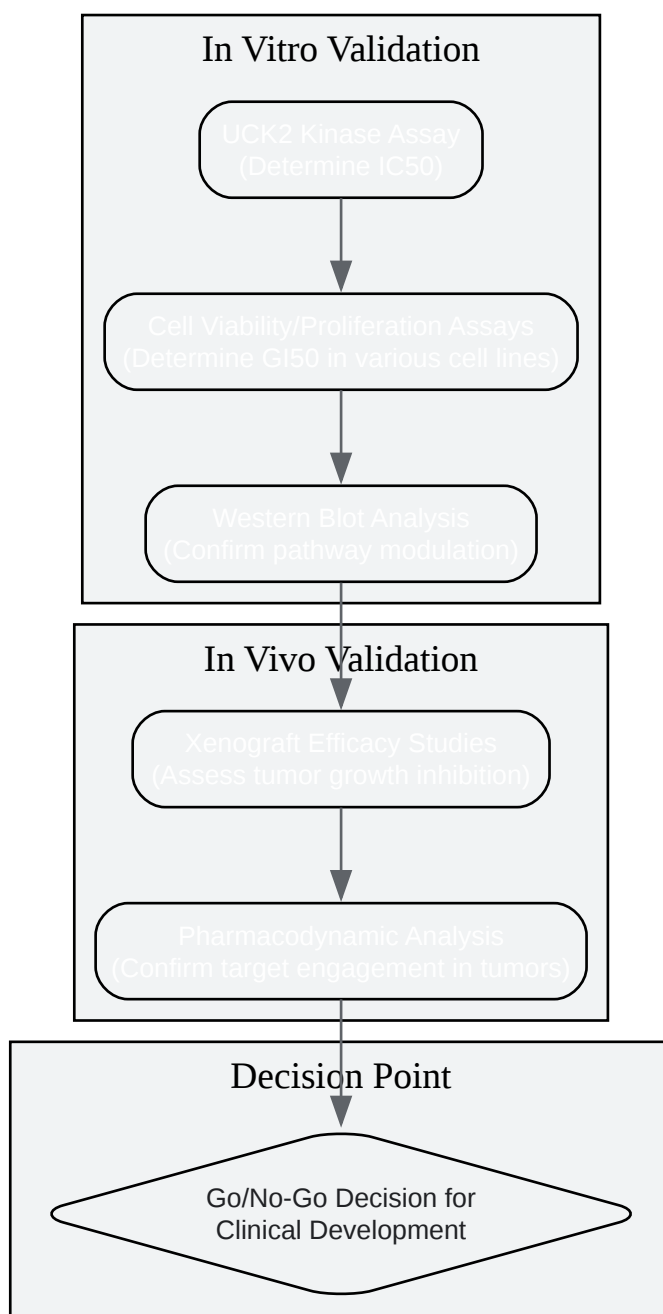 In Vitro Validation
UCK2 Kinase Assay
(Determine IC50)
Cell Viability/Proliferation Assays
(Determine GI50 in various cell lines)
Western Blot Analysis
(Confirm pathway modulation)
In Vivo Validation
Xenograft Efficacy Studies
(Assess tumor growth inhibition)
Pharmacodynamic Analysis
(Confirm target engagement in tumors)
Decision Point
Go/No-Go Decision for
Clinical Development